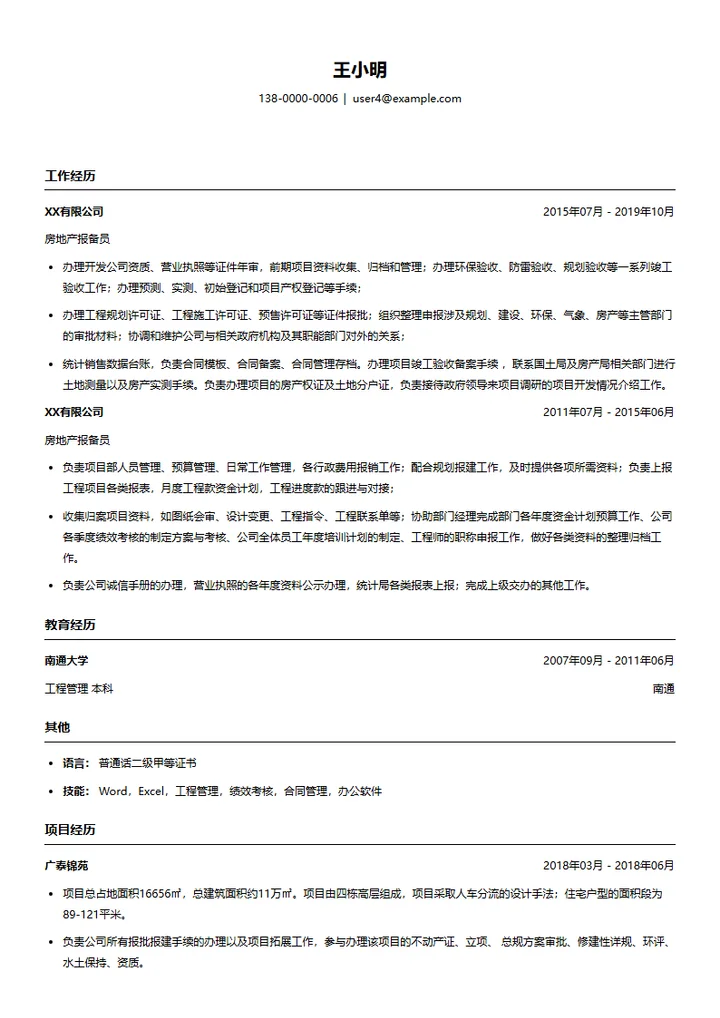 王小明
138-0000-0006 | user4@example.com
工作经历
XX有限公司 2015年07月 - 2019年10月
房地产报备员
• 办理开发公司资质、营业执照等证件年审，前期项目资料收集、归档和管理；办理环保验收、防雷验收、规划验收等一系列竣工
验收工作；办理预测、实测、初始登记和项目产权登记等手续；
• 办理工程规划许可证、工程施工许可证、预售许可证等证件报批；组织整理申报涉及规划、建设、环保、气象、房产等主管部门
的审批材料；协调和维护公司与相关政府机构及其职能部门对外的关系；
• 统计销售数据台账，负责合同模板、合同备案、合同管理存档。办理项目竣工验收备案手续 ，联系国土局及房产局相关部门进行
土地测量以及房产实测手续。负责办理项目的房产权证及土地分户证，负责接待政府领导来项目调研的项目开发情况介绍工作。
XX有限公司 2011年07月 - 2015年06月
房地产报备员
• 负责项目部人员管理、预算管理、日常工作管理，各行政费用报销工作；配合规划报建工作，及时提供各项所需资料；负责上报
工程项目各类报表，月度工程款资金计划，工程进度款的跟进与对接；
• 收集归案项目资料，如图纸会审、设计变更、工程指令、工程联系单等；协助部门经理完成部门各年度资金计划预算工作、公司
各季度绩效考核的制定方案与考核、公司全体员工年度培训计划的制定、工程师的职称申报工作，做好各类资料的整理归档工
作。
• 负责公司诚信手册的办理，营业执照的各年度资料公示办理，统计局各类报表上报；完成上级交办的其他工作。
教育经历
南通大学 2007年09月 - 2011年06月
工程管理 本科 南通
其他
• 语言： 普通话二级甲等证书
• 技能： Word，Excel，工程管理，绩效考核，合同管理，办公软件
项目经历
广泰锦苑 2018年03月 - 2018年06月
• 项目总占地面积16656㎡，总建筑面积约11万㎡。项目由四栋高层组成，项目采取人车分流的设计手法；住宅户型的面积段为
89-121平米。
• 负责公司所有报批报建手续的办理以及项目拓展工作，参与办理该项目的不动产证、立项、 总规方案审批、修建性详规、环评、
水土保持、资质。